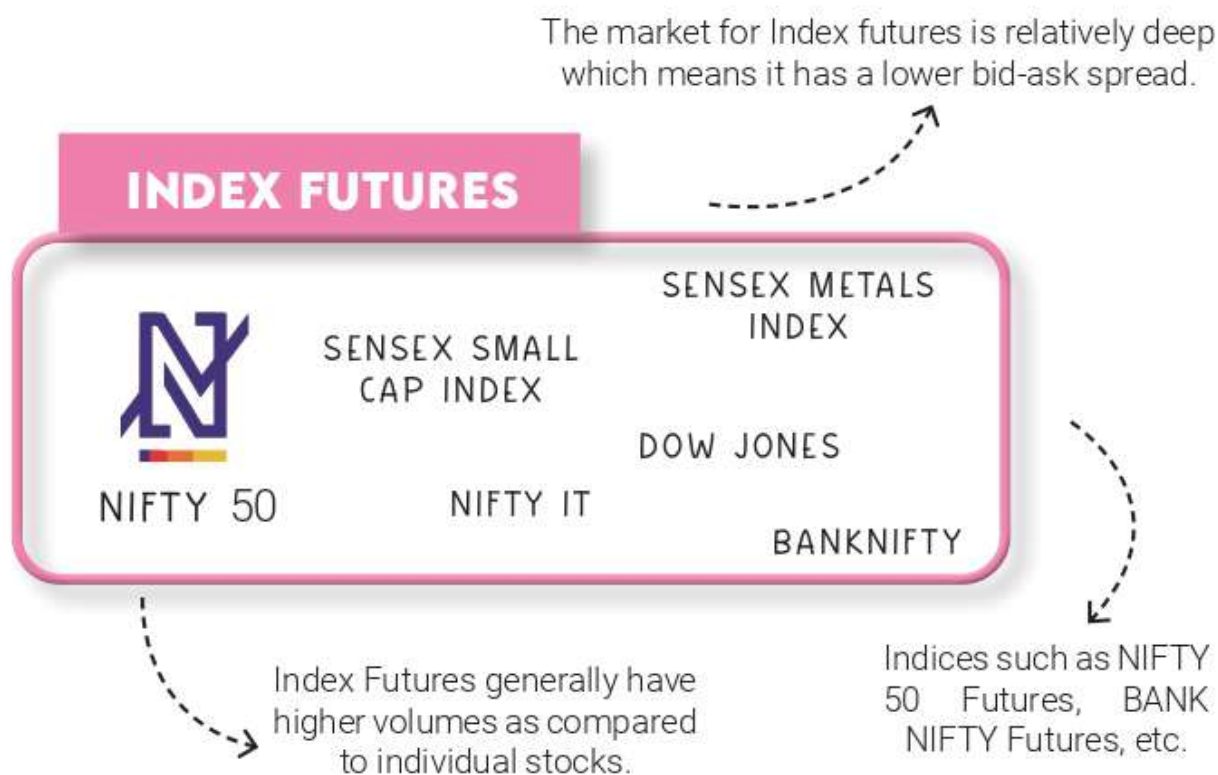 The market for Index futures is relatively deep
which means it has a lower bid-ask spread.
INDEX FUTURES
SENSEX METALS
INDEX
SENSEX SMALL
CAP INDEX
DOW JONES
NIFTY 50
NIFTY IT
BANKNIFTY
Index Futures generally have
higher volumes as compared
to individual stocks.
Indices such as NIFTY
50 Futures, BANK
NIFTY Futures, etc.